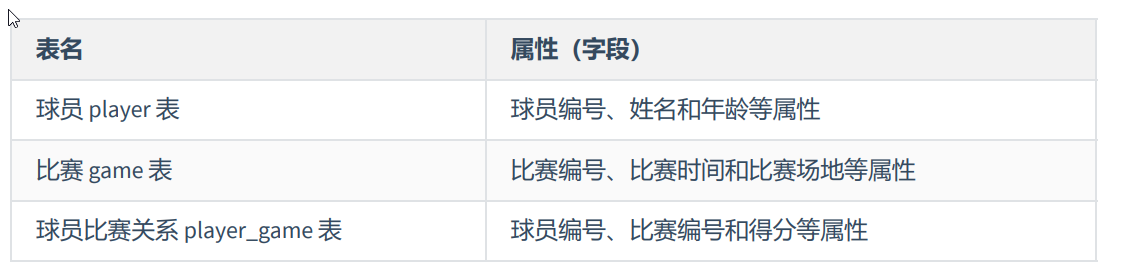 表名 属性（字段）
球员 player 表 球员编号、姓名和年龄等属性
比赛 game 表 比赛编号、比赛时间和比赛场地等属性
球员比赛关系 player_game 表 球员编号、比赛编号和得分等属性